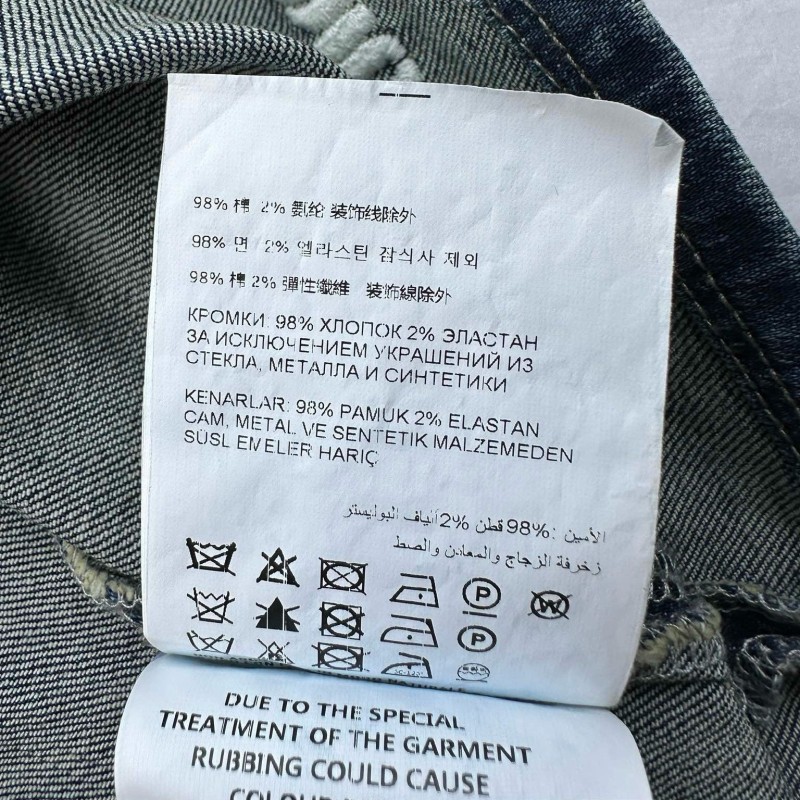 98% 棉 2% 氨纶 装饰线除外
98% 면 2% 엘라스틴 장식사 제외
98% 棉 2% 彈性纖維 装飾線除外
КРОМКИ: 98% ХЛОПОК 2% ЭЛАСТАН
ЗА ИСКЛЮЧЕНИЕМ УКРАШЕНИЙ ИЗ
СТЕКЛА, МЕТАЛЛА И СИНТЕТИКИ
KENARLAR: 98% PAMUK 2% ELASTAN
CAM, METAL VE SENTETIK MALZEMEDEN
SÜSLEMELER HARIÇ
الأمين :98% قطن 2% ألياف البوليستر
زخرفة الزجاج والمعادن والصط
P
W
P
DUE TO THE SPECIAL
TREATMENT OF THE GARMENT
RUBBING COULD CAUSE